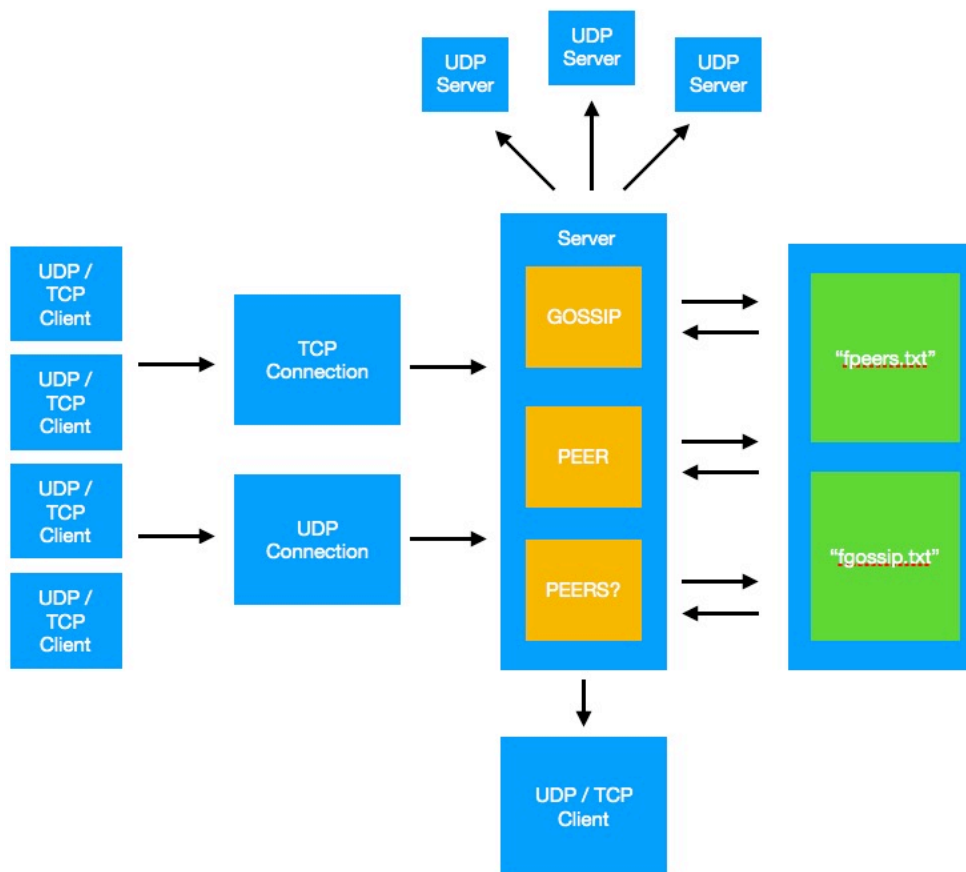 UDP
Server
UDP
Server
UDP
Server
Server
GOSSIP
PEER
PEERS?
UDP /
TCP
Client
UDP /
TCP
Client
UDP /
TCP
Client
UDP /
TCP
Client
TCP
Connection
UDP
Connection
“fpeers.txt”
“fgossip.txt”
UDP / TCP
Client